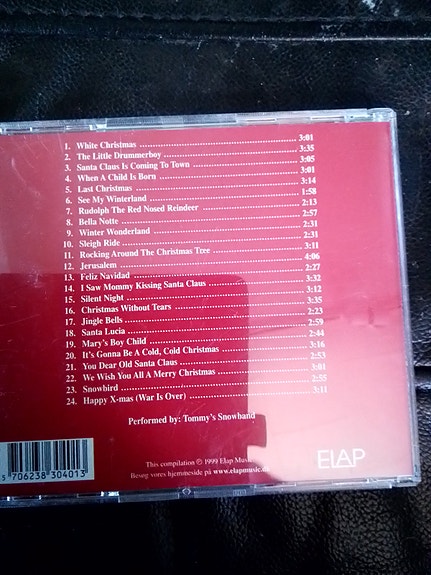 1. White Christmas ........ 3:01
2. The Little Drummerboy ........ 3:35
3. Santa Claus Is Coming To Town ........ 3:05
4. When A Child Is Born ........ 3:01
5. Last Christmas ........ 3:14
6. See My Winterland ........ 1:58
7. Rudolph The Red Nosed Reindeer ........ 2:13
8. Bella Notte ........ 2:57
9. Winter Wonderland ........ 2:31
10. Sleigh Ride ........ 2:31
11. Rocking Around The Christmas Tree ........ 3:11
12. Jerusalem ........ 4:06
13. Feliz Navidad ........ 2:27
14. I Saw Mommy Kissing Santa Claus ........ 3:32
15. Silent Night ........ 3:12
16. Christmas Without Tears ........ 3:35
17. Jingle Bells ........ 2:23
18. Santa Lucia ........ 2:59
19. Mary's Boy Child ........ 2:44
20. It's Gonna Be A Cold, Cold Christmas ........ 3:16
21. You Dear Old Santa Claus ........ 2:53
22. We Wish You All A Merry Christmas ........ 3:01
23. Snowbird ........ 2:55
24. Happy X-mas (War Is Over) ........ 3:11
Performed by: Tommy's Snowband
This compilation ℗ 1999 Elap Music
Besøg vores hjemmeside på www.elapmusic.dk
ELAP
5 706238 304013